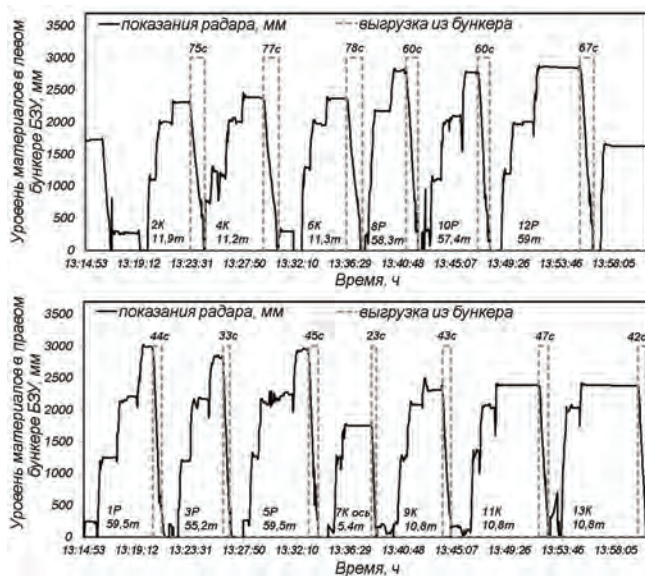 показания радара, мм
выгрузка из бункера
Уровень материалов в левом
бункере БЗУ, мм
3500
3000
2500
2000
1500
1000
500
0
75с
77с
78с
60с
60с
67с
2К
11,9т
4К
11,2т
6К
11,3т
8Р
58,3т
10Р
57,4т
12Р
59т
13:14.53 13:19:12 13:23:31 13:27:50 13:32:10 13:36:29 13:40:48 13:45:07 13:49:26 13:53:46 13:58:05
Время, ч
показания радара, мм
выгрузка из бункера
Уровень материалов в правом
бункере БЗУ, мм
3500
3000
2500
2000
1500
1000
500
0
44с
33с
45с
23с
43с
47с
42с
1Р
59,5т
3Р
55,2т
5Р
59,5т
7К ось
5.4т
9К
10,8т
11К
10,8т
13К
10,8т
13:14.53 13:19:12 13:23:31 13:27:50 13:32:10 13:36:29 13:40:48 13:45:07 13:49:26 13:53:46 13:58:05
Время, ч